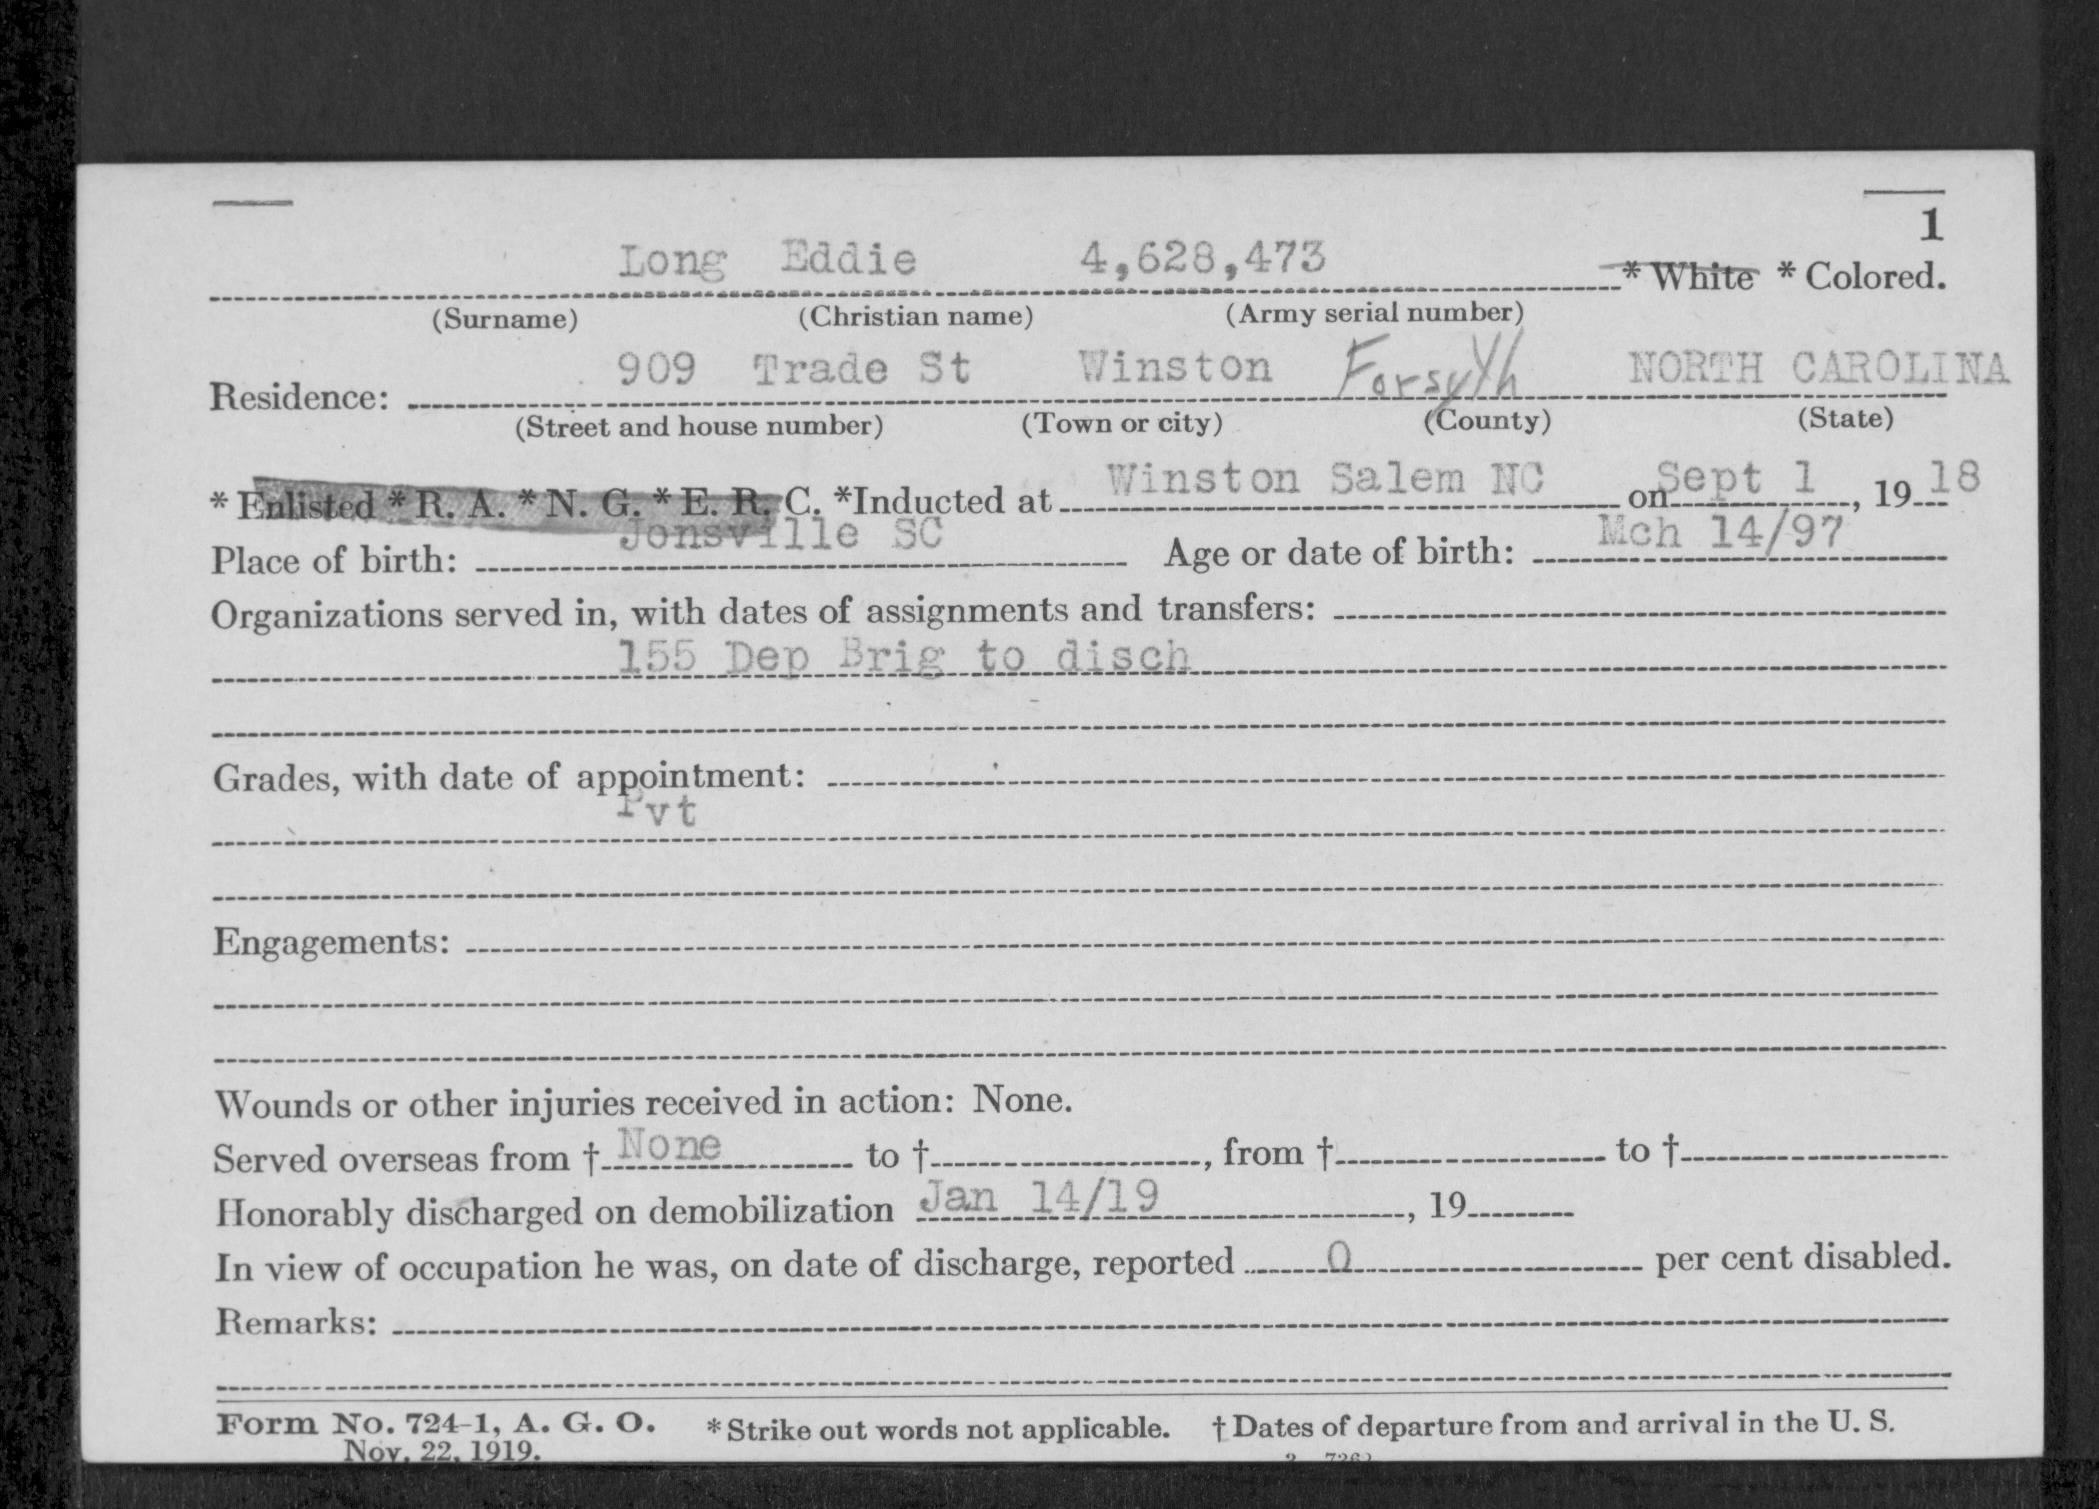 1
Long Eddie 4,628,473 * White * Colored.
(Surname) (Christian name) (Army serial number)
Residence: 909 Trade St Winston Forsyth NORTH CAROLINA
(Street and house number) (Town or city) (County) (State)
* Enlisted * R. A. * N. G. * E. R. C. *Inducted at Winston Salem NC on Sept 1, 19 18
Place of birth: Jonsville SC Age or date of birth: Mch 14/97
Organizations served in, with dates of assignments and transfers:
155 Dep Brig to disch
Grades, with date of appointment:
Pvt
Engagements:
Wounds or other injuries received in action: None.
Served overseas from † None to †, from † to †
Honorably discharged on demobilization Jan 14/19, 19
In view of occupation he was, on date of discharge, reported 0 per cent disabled.
Remarks:
Form No. 724-1, A. G. O. * Strike out words not applicable. † Dates of departure from and arrival in the U. S.
Nov. 22, 1919.